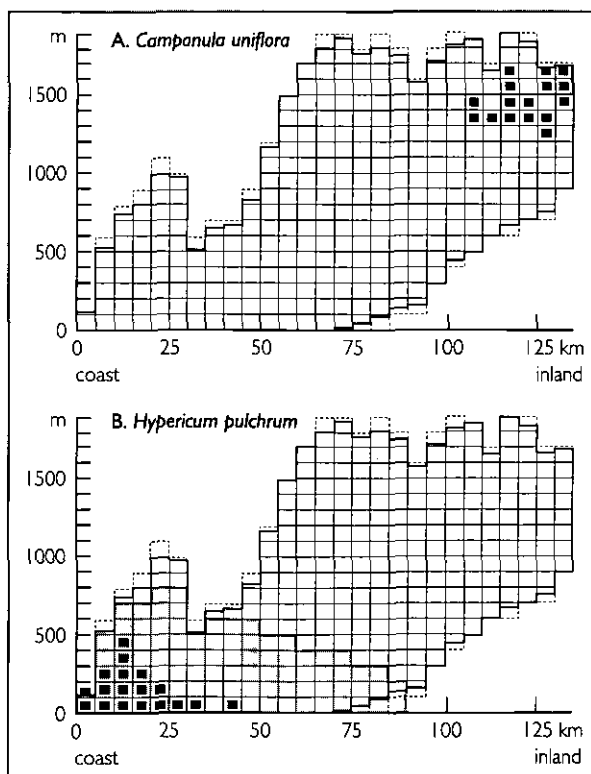 m
A. Campanula uniflora
1500
1000
500
0
0 25 50 75 100 125 km
coast inland
m
B. Hypericum pulchrum
1500
1000
500
0
0 25 50 75 100 125 km
coast inland